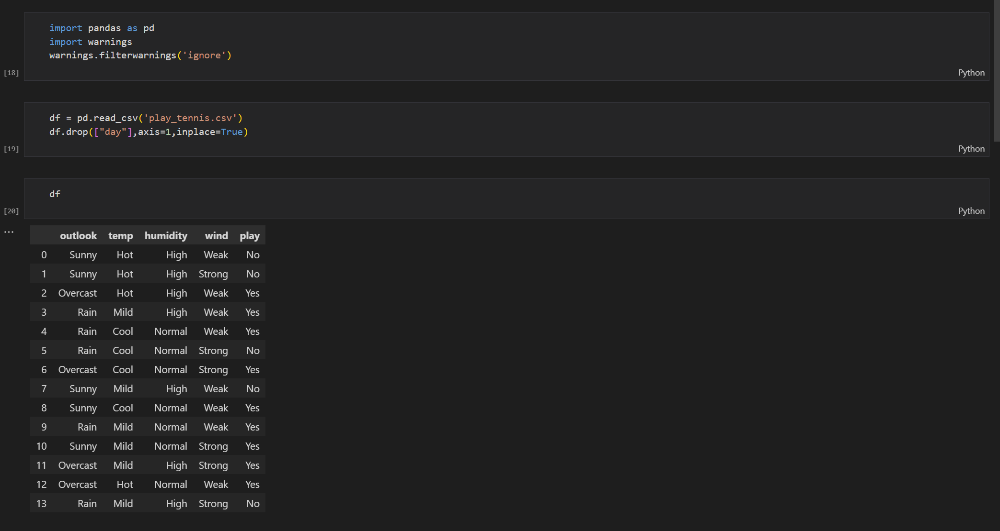 import pandas as pd
import warnings
warnings.filterwarnings('ignore')
[18]
Python
df = pd.read_csv('play_tennis.csv')
df.drop(["day"],axis=1,inplace=True)
[19]
Python
df
[20]
Python
...
outlook temp humidity wind play
0 Sunny Hot High Weak No
1 Sunny Hot High Strong No
2 Overcast Hot High Weak Yes
3 Rain Mild High Weak Yes
4 Rain Cool Normal Weak Yes
5 Rain Cool Normal Strong No
6 Overcast Cool Normal Strong Yes
7 Sunny Mild High Weak No
8 Sunny Cool Normal Weak Yes
9 Rain Mild Normal Weak Yes
10 Sunny Mild Normal Strong Yes
11 Overcast Mild High Strong Yes
12 Overcast Hot Normal Weak Yes
13 Rain Mild High Strong No